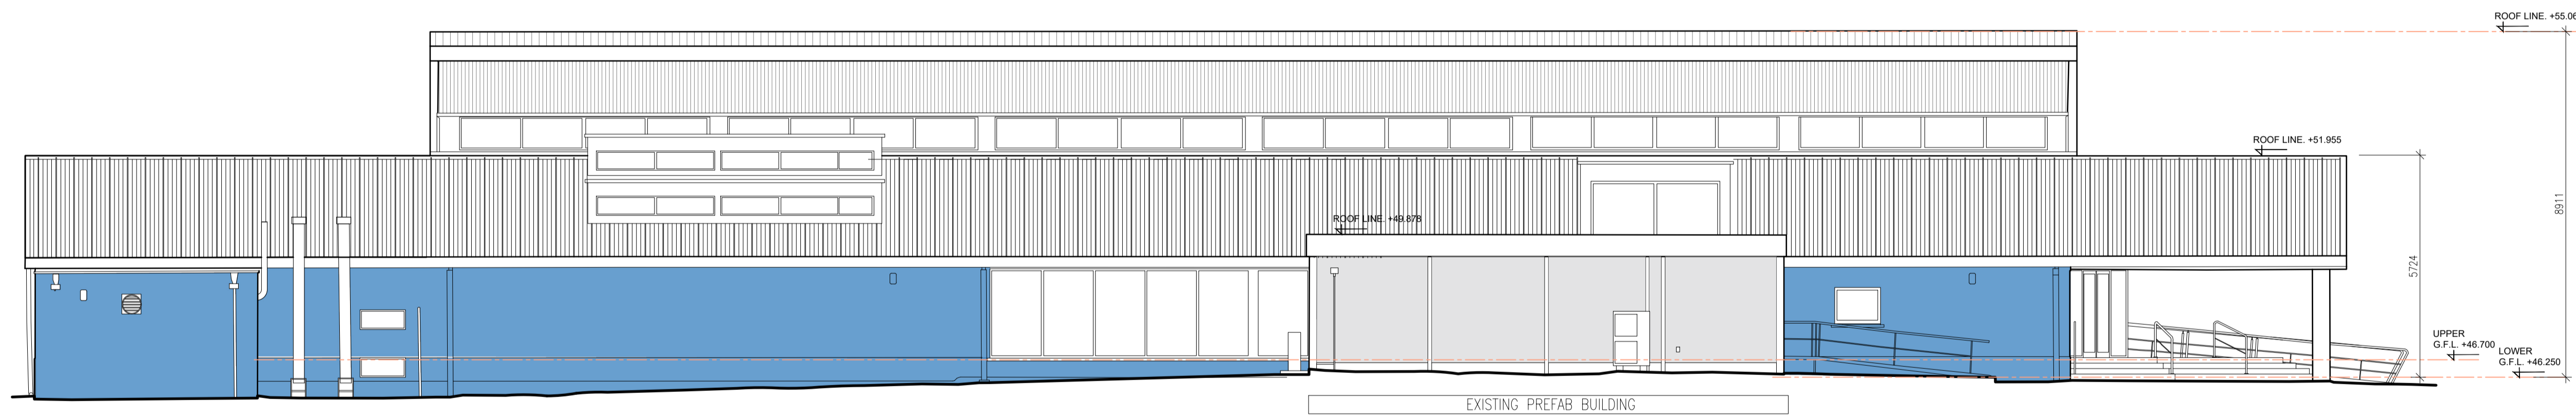 ROOF LINE. +55.06
ROOF LINE. +51.955
ROOF LINE. +49.878
8911
5724
UPPER
G.F.L. +46.700
LOWER
G.F.L. +46.250
EXISTING PREFAB BUILDING